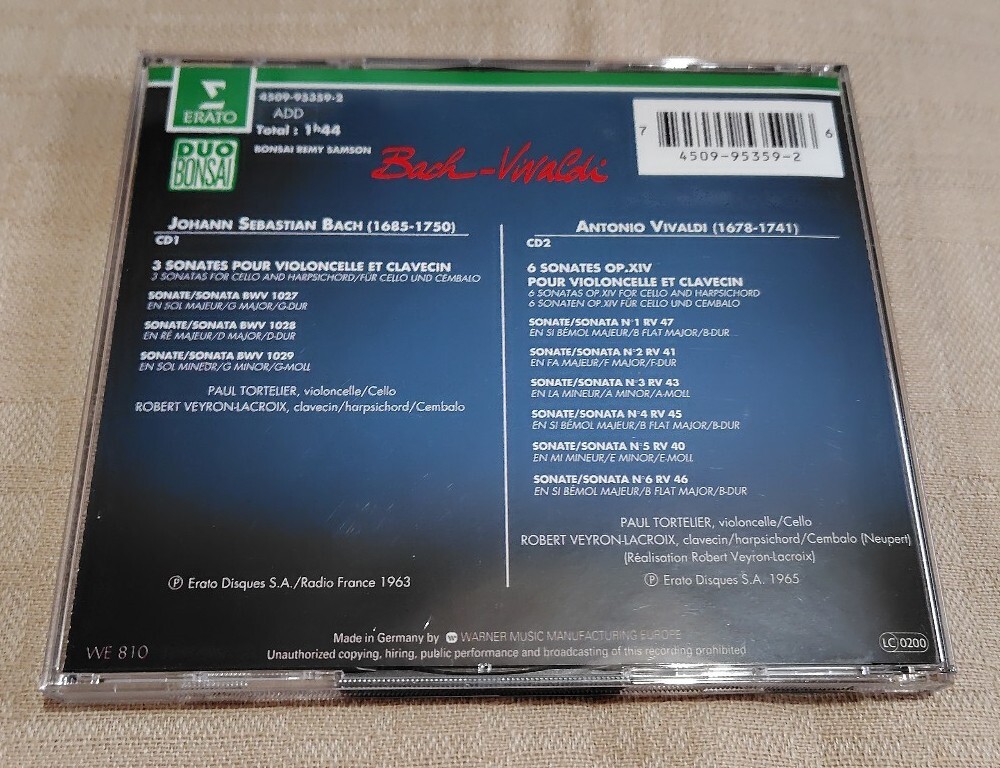 ERATO
4509-95359-2
ADD
Total : 1h44
DUO
BONSAI
BONSAI REMY SAMSON
Bach-Vivaldi
7 4509-95359-2 6
JOHANN SEBASTIAN BACH (1685-1750)
CD1
3 SONATES POUR VIOLONCELLE ET CLAVECIN
3 SONATAS FOR CELLO AND HARPSICHORD/FÜR CELLO UND CEMBALO
SONATE/SONATA BWV 1027
EN SOL MAJEUR/G MAJOR/G-DUR
SONATE/SONATA BWV 1028
EN RÉ MAJEUR/D MAJOR/D-DUR
SONATE/SONATA BWV 1029
EN SOL MINEUR/G MINOR/G-MOLL
PAUL TORTELIER, violoncelle/Cello
ROBERT VEYRON-LACROIX, clavecin/harpsichord/Cembalo
℗ Erato Disques S.A./Radio France 1963
ANTONIO VIVALDI (1678-1741)
CD2
6 SONATES OP.XIV
POUR VIOLONCELLE ET CLAVECIN
6 SONATAS OP.XIV FOR CELLO AND HARPSICHORD
6 SONATEN OP.XIV FÜR CELLO UND CEMBALO
SONATE/SONATA N°1 RV 47
EN SI BÉMOL MAJEUR/B FLAT MAJOR/B-DUR
SONATE/SONATA N°2 RV 41
EN FA MAJEUR/F MAJOR/F-DUR
SONATE/SONATA N°3 RV 43
EN LA MINEUR/A MINOR/A-MOLL
SONATE/SONATA N°4 RV 45
EN SI BÉMOL MAJEUR/B FLAT MAJOR/B-DUR
SONATE/SONATA N°5 RV 40
EN MI MINEUR/E MINOR/E-MOLL
SONATE/SONATA N°6 RV 46
EN SI BÉMOL MAJEUR/B FLAT MAJOR/B-DUR
PAUL TORTELIER, violoncelle/Cello
ROBERT VEYRON-LACROIX, clavecin/harpsichord/Cembalo (Neupert)
(Réalisation Robert Veyron-Lacroix)
℗ Erato Disques S.A. 1965
WE 810
Made in Germany by WARNER MUSIC MANUFACTURING EUROPE
Unauthorized copying, hiring, public performance and broadcasting of this recording prohibited
LC 0200